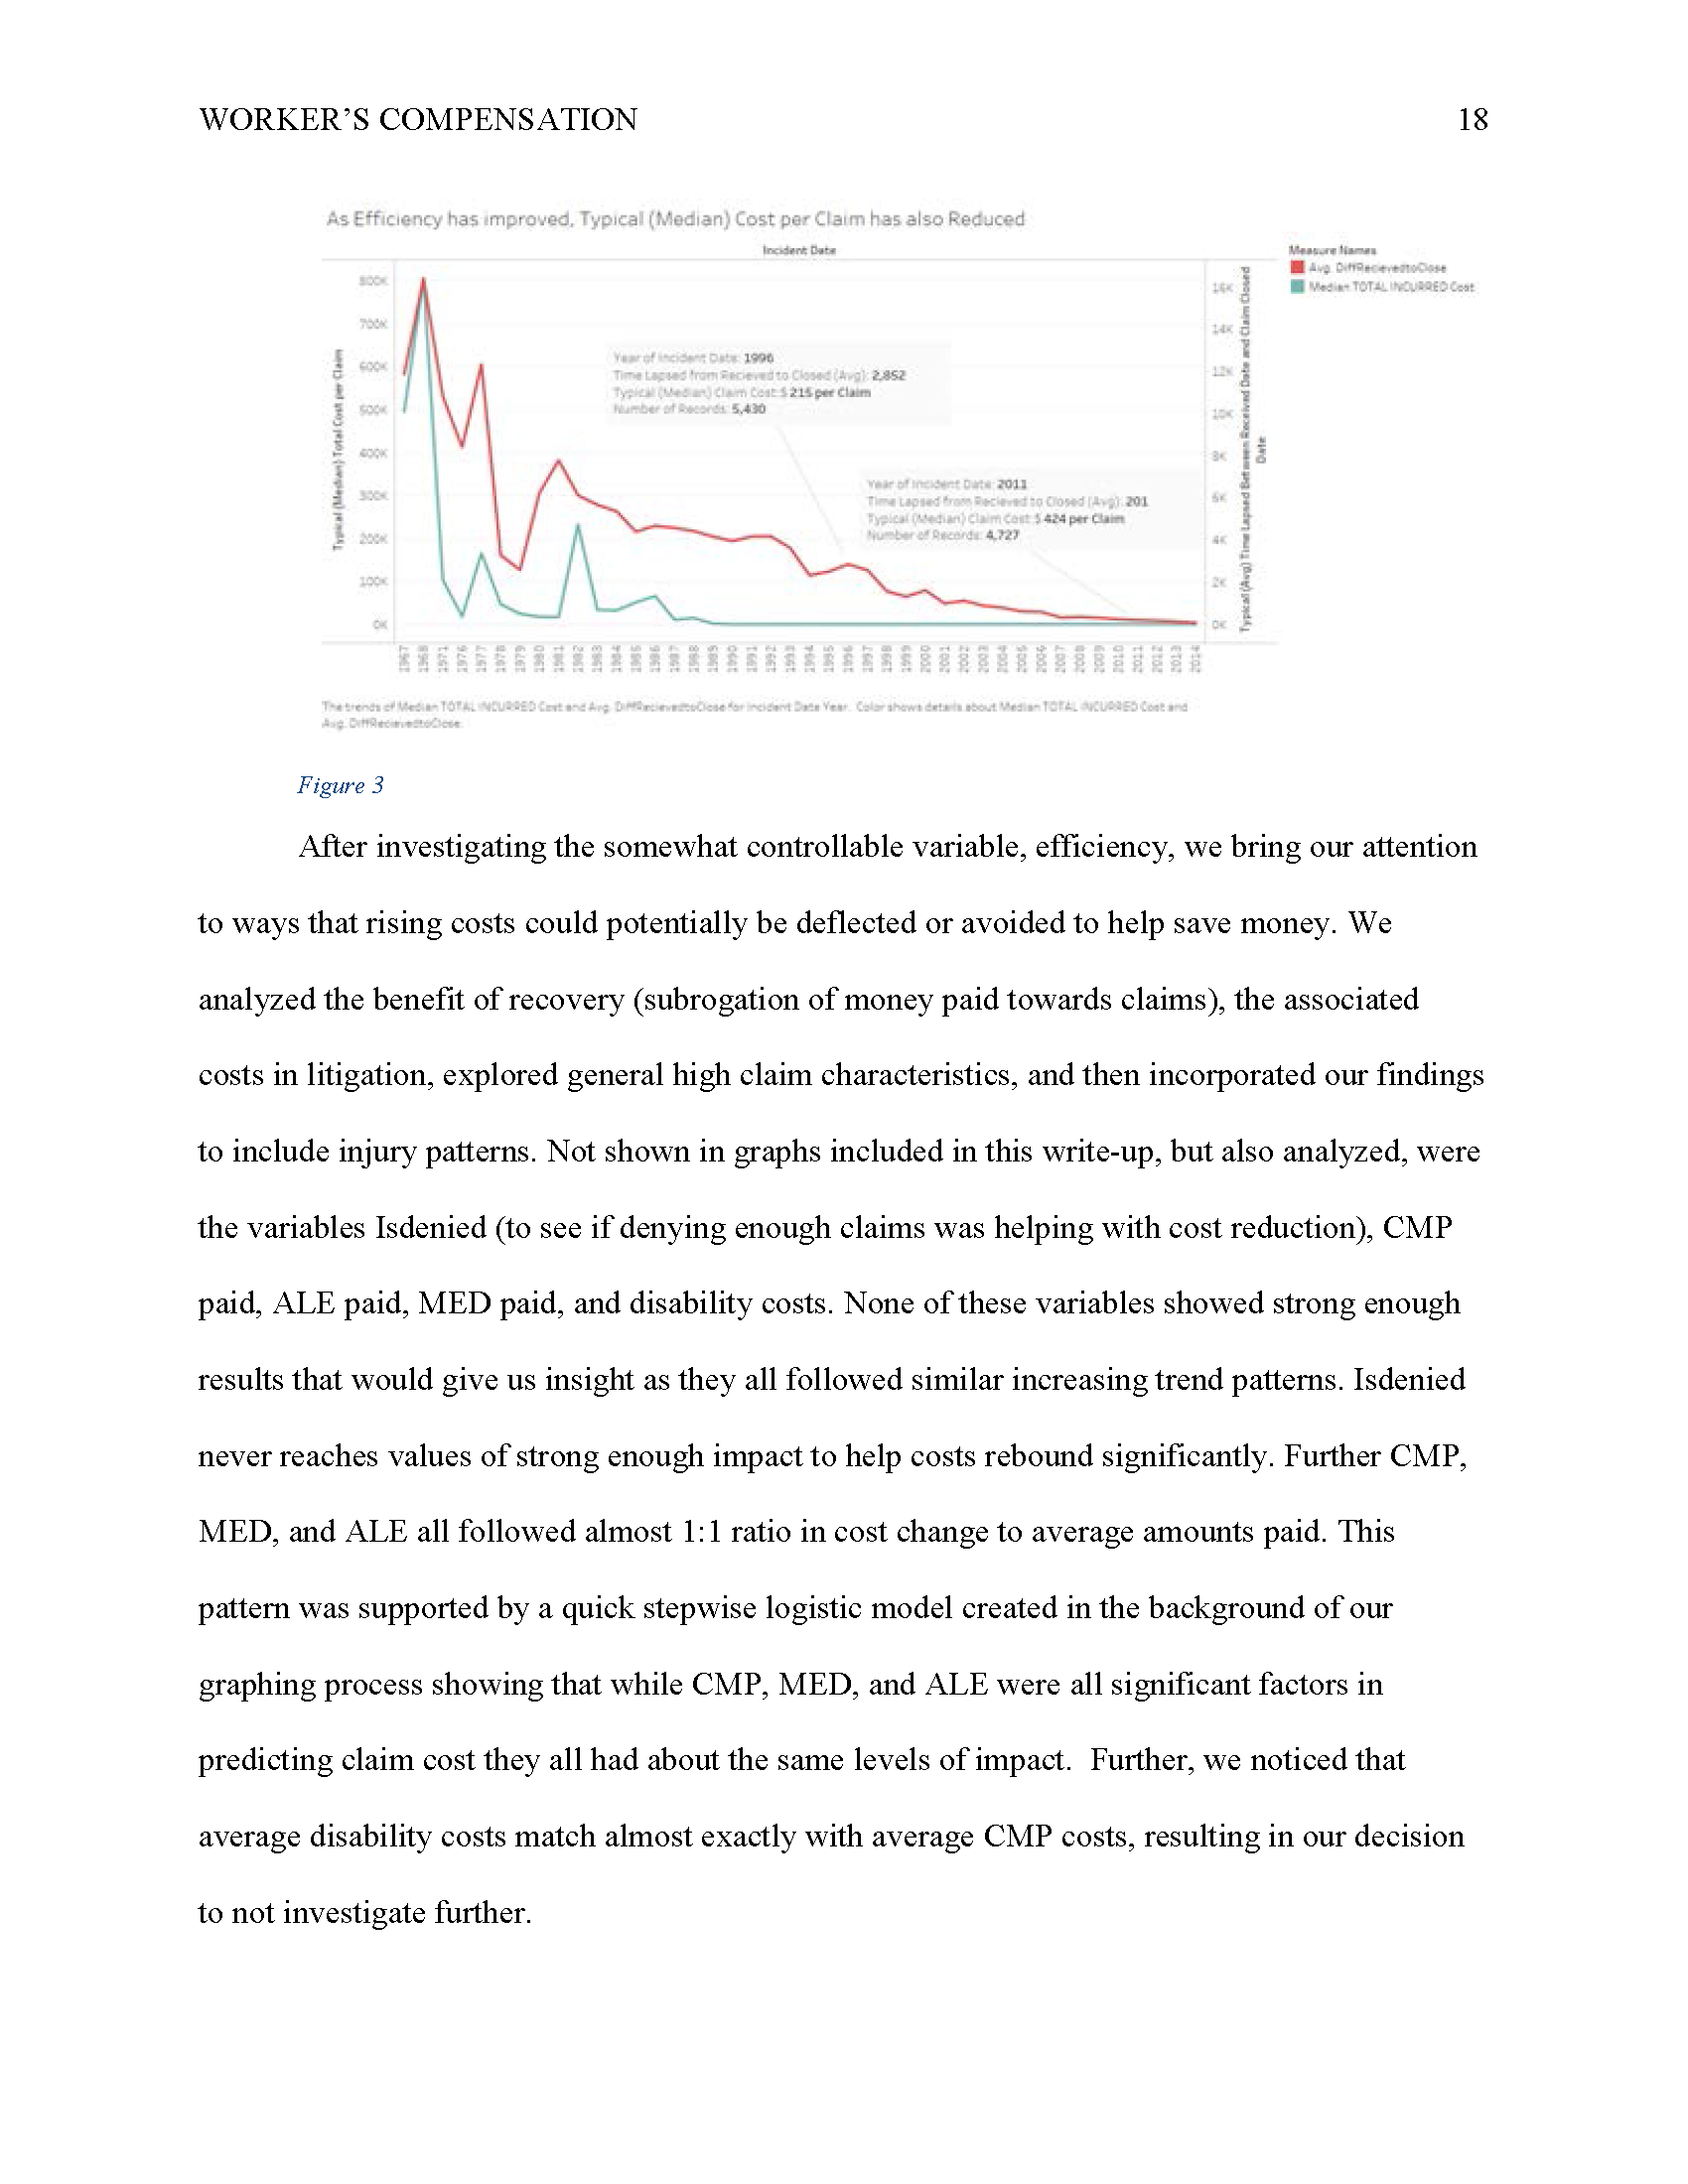 WORKER'S COMPENSATION 18
As Efficiency has improved, Typical (Median) Cost per Claim has also Reduced
Incident Date
Measure Names
Avg. DiffRecievedtoClose
Median TOTAL INCURRED Cost
Typical (Median) Total Cost per Claim
800K
700K
600K
500K
400K
300K
200K
100K
0K
Year of Incident Date: 1996
Time Lapsed from Recieved to Closed (Avg): 2,852
Typical (Median) Claim Cost: $ 215 per Claim
Number of Records: 5,430
Year of Incident Date: 2011
Time Lapsed from Recieved to Closed (Avg): 201
Typical (Median) Claim Cost: $ 424 per Claim
Number of Records: 4,727
16K
14K
12K
10K
8K
6K
4K
2K
0K
Typical (Avg) Time Lapsed Between Received Date and Claim Closed
Date
1967 1968 1971 1976 1977 1978 1979 1980 1981 1982 1983 1984 1985 1986 1987 1988 1989 1990 1991 1992 1993 1994 1995 1996 1997 1998 1999 2000 2001 2002 2003 2004 2005 2006 2007 2008 2009 2010 2011 2012 2013 2014
The trends of Median TOTAL INCURRED Cost and Avg. DiffRecievedtoClose for Incident Date Year. Color shows details about Median TOTAL INCURRED Cost and
Avg. DiffRecievedtoClose.
Figure 3
After investigating the somewhat controllable variable, efficiency, we bring our attention
to ways that rising costs could potentially be deflected or avoided to help save money. We
analyzed the benefit of recovery (subrogation of money paid towards claims), the associated
costs in litigation, explored general high claim characteristics, and then incorporated our findings
to include injury patterns. Not shown in graphs included in this write-up, but also analyzed, were
the variables Isdenied (to see if denying enough claims was helping with cost reduction), CMP
paid, ALE paid, MED paid, and disability costs. None of these variables showed strong enough
results that would give us insight as they all followed similar increasing trend patterns. Isdenied
never reaches values of strong enough impact to help costs rebound significantly. Further CMP,
MED, and ALE all followed almost 1:1 ratio in cost change to average amounts paid. This
pattern was supported by a quick stepwise logistic model created in the background of our
graphing process showing that while CMP, MED, and ALE were all significant factors in
predicting claim cost they all had about the same levels of impact.  Further, we noticed that
average disability costs match almost exactly with average CMP costs, resulting in our decision
to not investigate further.